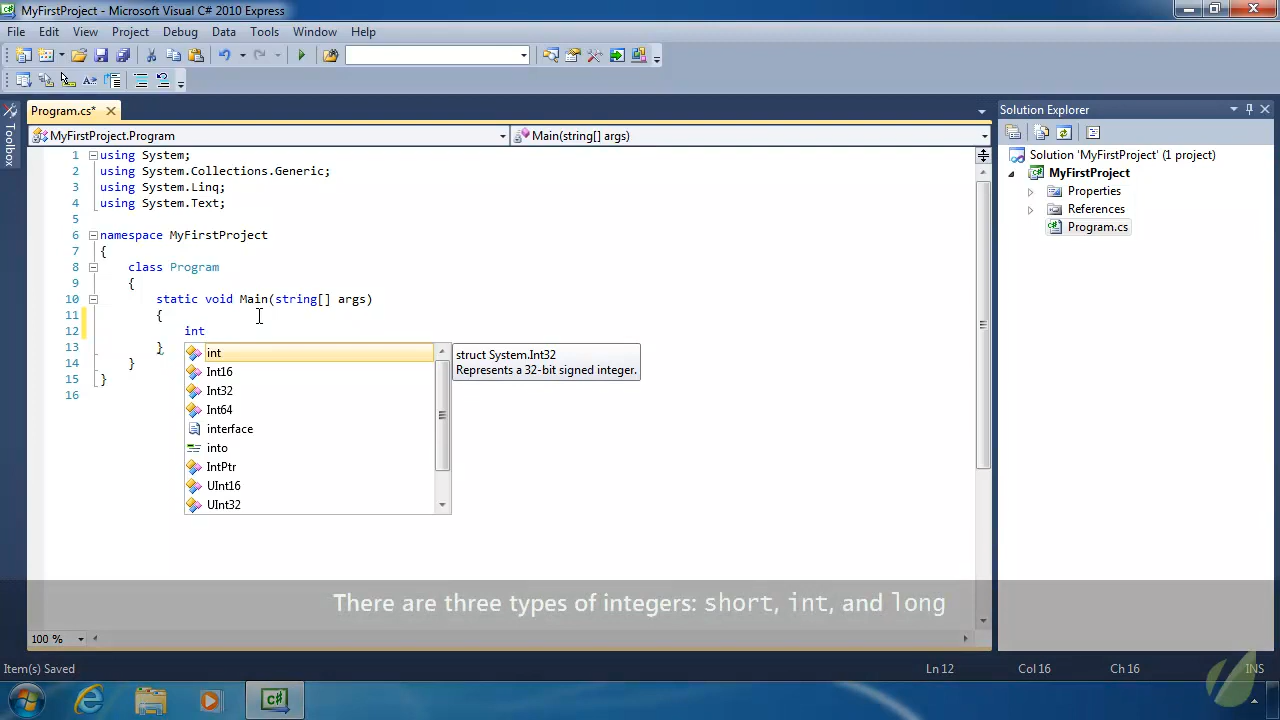 MyFirstProject - Microsoft Visual C# 2010 Express
File Edit View Project Debug Data Tools Window Help
Toolbox
Program.cs*
MyFirstProject.Program
Main(string[] args)
1 using System;
2 using System.Collections.Generic;
3 using System.Linq;
4 using System.Text;
5
6 namespace MyFirstProject
7 {
8 class Program
9 {
10 static void Main(string[] args)
11 {
12 int
13 }
14 }
15 }
16
int
Int16
Int32
Int64
interface
into
IntPtr
UInt16
UInt32
struct System.Int32
Represents a 32-bit signed integer.
Solution Explorer
Solution 'MyFirstProject' (1 project)
MyFirstProject
Properties
References
Program.cs
There are three types of integers: short, int, and long
100 %
Item(s) Saved Ln 12 Col 16 Ch 16 INS
C#